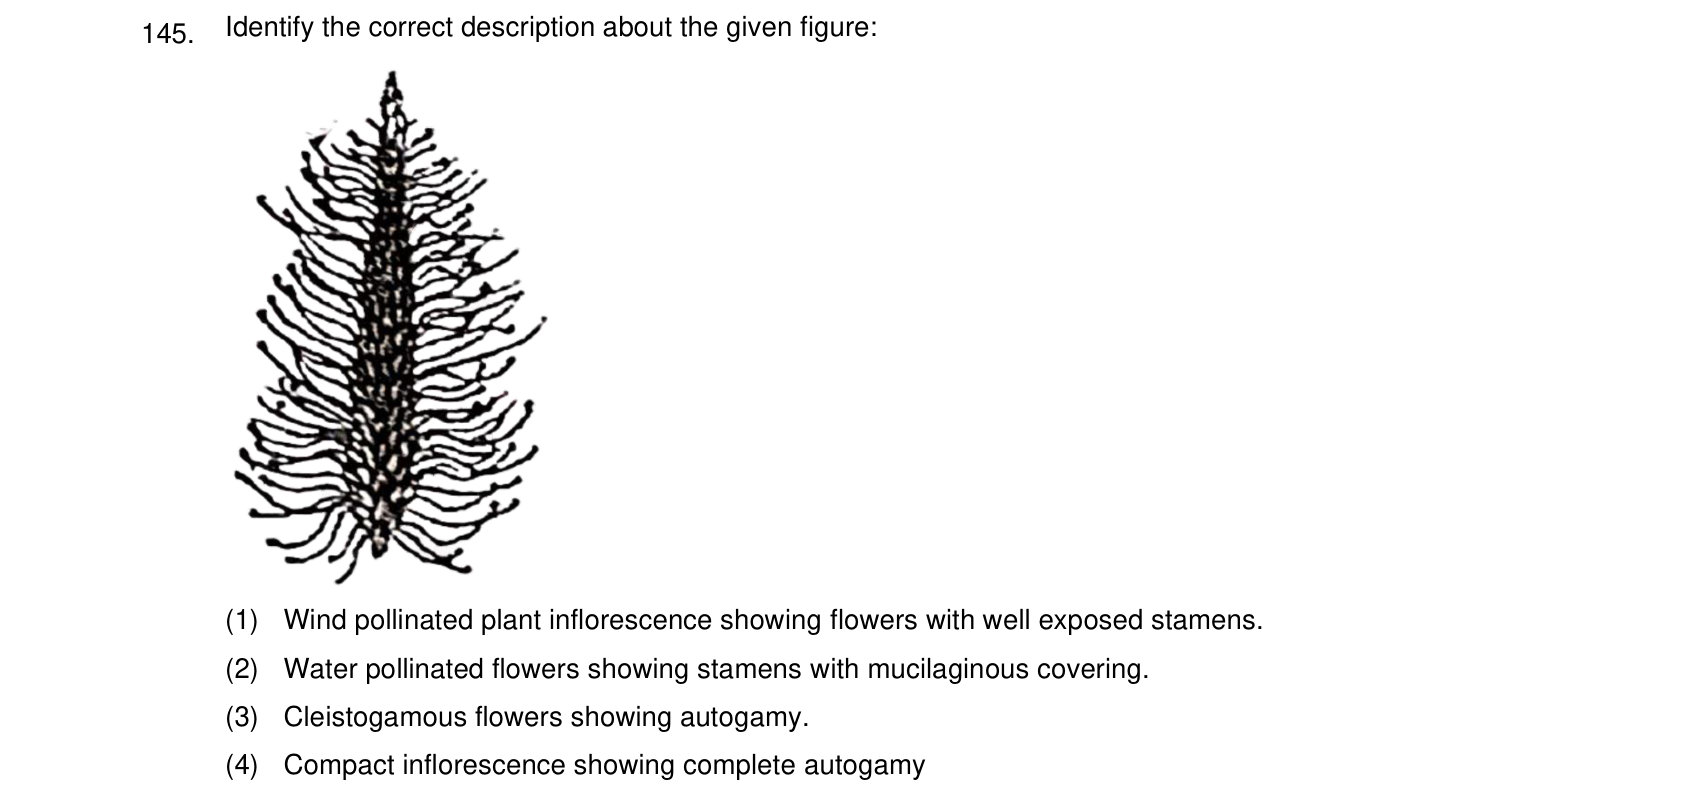 145. Identify the correct description about the given figure:
(1) Wind pollinated plant inflorescence showing flowers with well exposed stamens.
(2) Water pollinated flowers showing stamens with mucilaginous covering.
(3) Cleistogamous flowers showing autogamy.
(4) Compact inflorescence showing complete autogamy